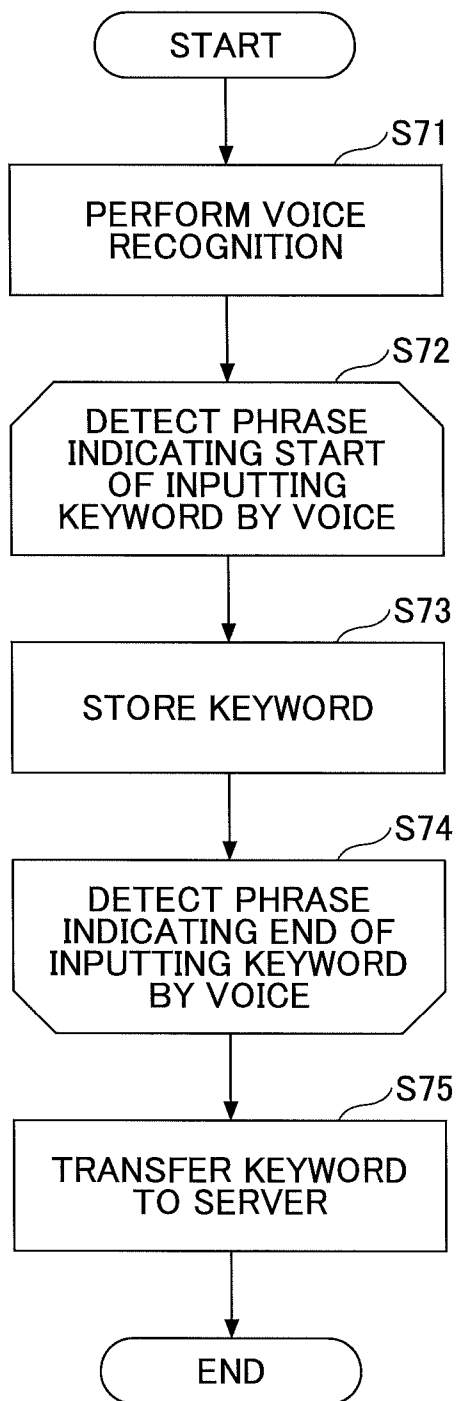 START
S71
PERFORM VOICE
RECOGNITION
S72
DETECT PHRASE
INDICATING START
OF INPUTTING
KEYWORD BY VOICE
S73
STORE KEYWORD
S74
DETECT PHRASE
INDICATING END OF
INPUTTING KEYWORD
BY VOICE
S75
TRANSFER KEYWORD
TO SERVER
END